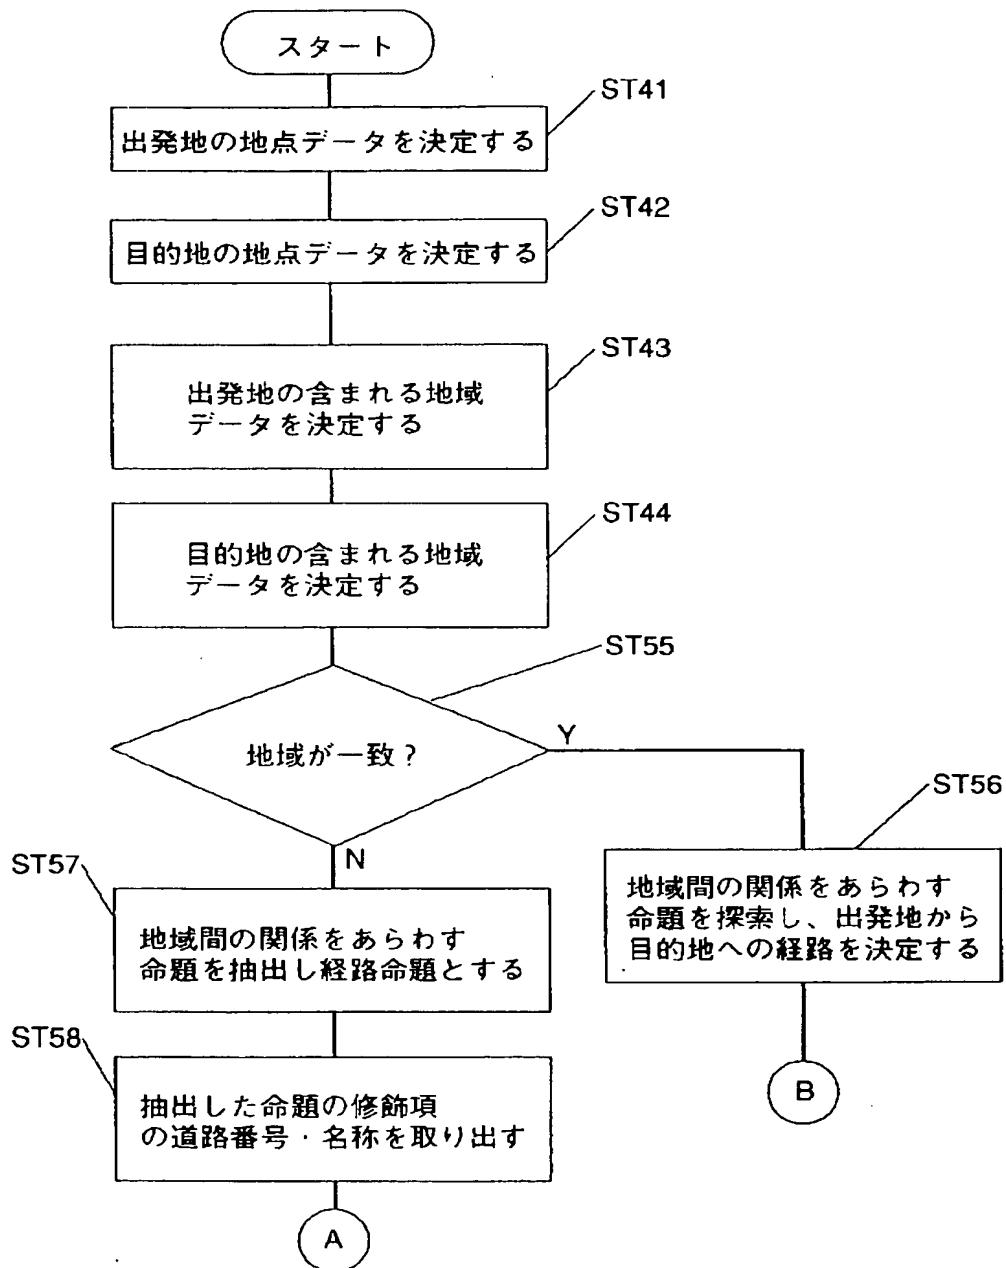 スタート
ST41
出発地の地点データを決定する
ST42
目的地の地点データを決定する
ST43
出発地の含まれる地域
データを決定する
ST44
目的地の含まれる地域
データを決定する
ST55
地域が一致?
Y
N
ST56
地域間の関係をあらわす
命題を探索し、出発地から
目的地への経路を決定する
B
ST57
地域間の関係をあらわす
命題を抽出し経路命題とする
ST58
抽出した命題の修飾項
の道路番号・名称を取り出す
A